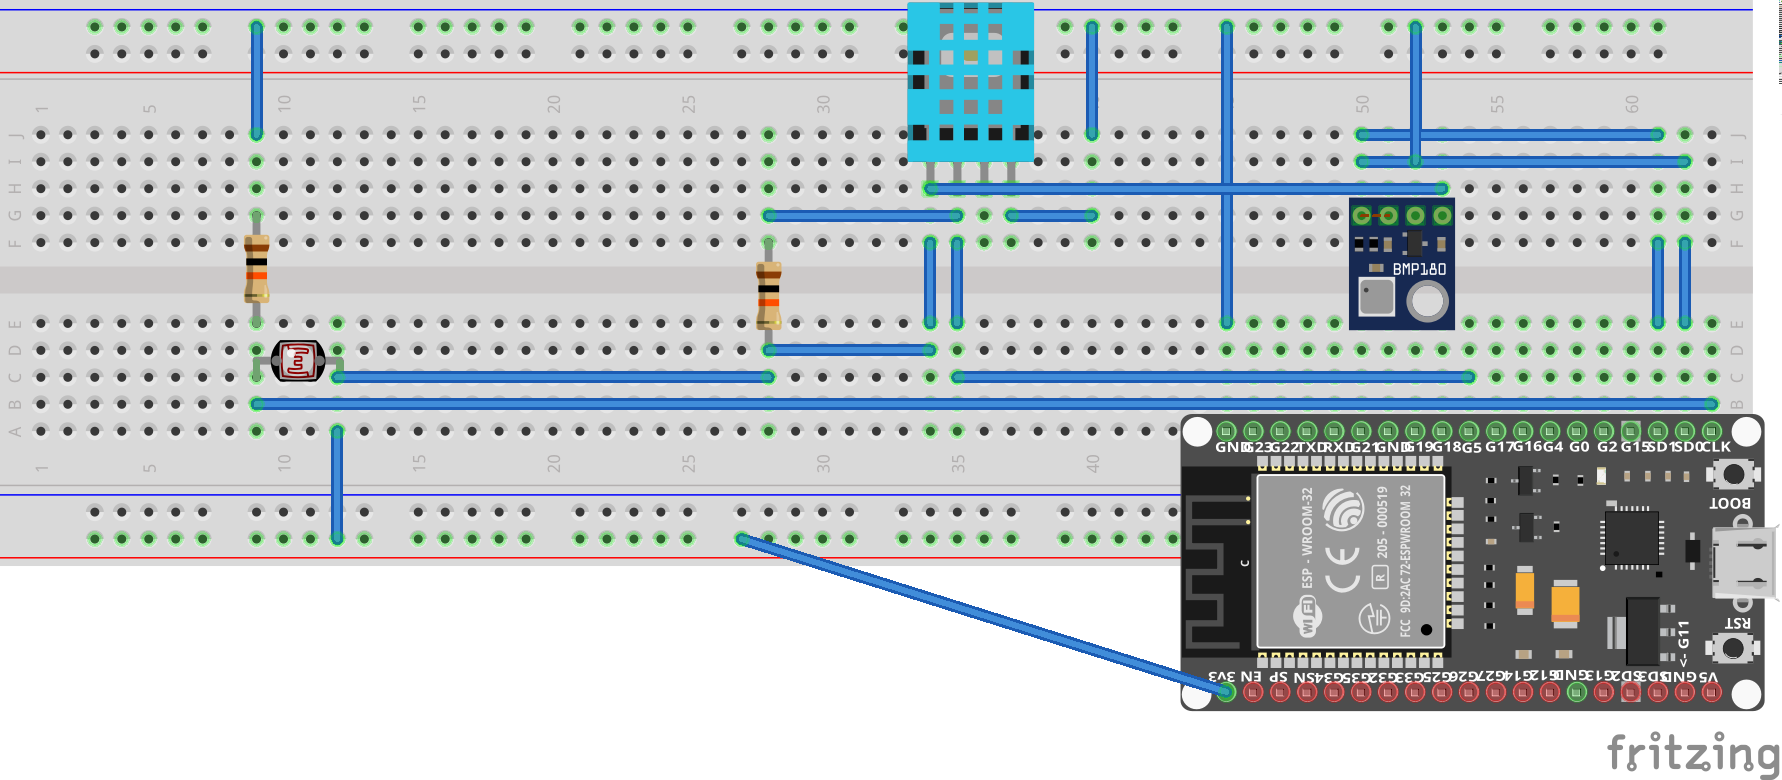 1 5 10 15 20 25 30 50 55 60
J J
I I
H H
G G
F F
BMP180
E E
D D
C C
B B
A
1 5 10 15 20 25 30 35 40
GND G23 G22 TXD RXD G21 GND G19 G18 G5 G17 G16 G4 G0 G2 G15 SD1 SD0 CLK
BOOT
WiFi ESP - WROOM-32
CE
R 205 - 000519
FCC 9D:2AC72-ESPWROOM 32
C
RST
<- G11
3V3 EN SP SN G34 G35 G32 G33 G25 G26 G27 G14 G12 GND G13 SD2 SD3 GND V5
fritzing